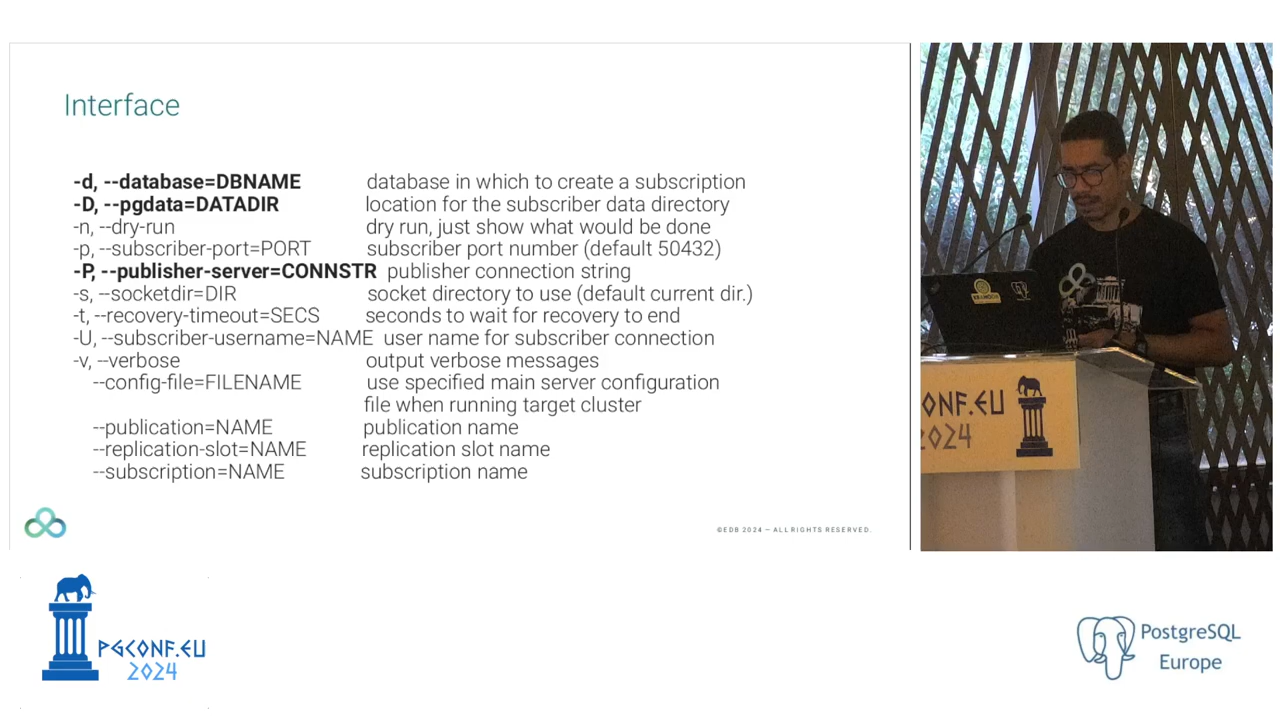 Interface
-d, --database=DBNAME database in which to create a subscription
-D, --pgdata=DATADIR location for the subscriber data directory
-n, --dry-run dry run, just show what would be done
-p, --subscriber-port=PORT subscriber port number (default 50432)
-P, --publisher-server=CONNSTR publisher connection string
-s, --socketdir=DIR socket directory to use (default current dir.)
-t, --recovery-timeout=SECS seconds to wait for recovery to end
-U, --subscriber-username=NAME user name for subscriber connection
-v, --verbose output verbose messages
--config-file=FILENAME use specified main server configuration
file when running target cluster
--publication=NAME publication name
--replication-slot=NAME replication slot name
--subscription=NAME subscription name
©EDB 2024 — ALL RIGHTS RESERVED.
ONF.EU
2024
PGCONF.EU
2024
PostgreSQL
Europe